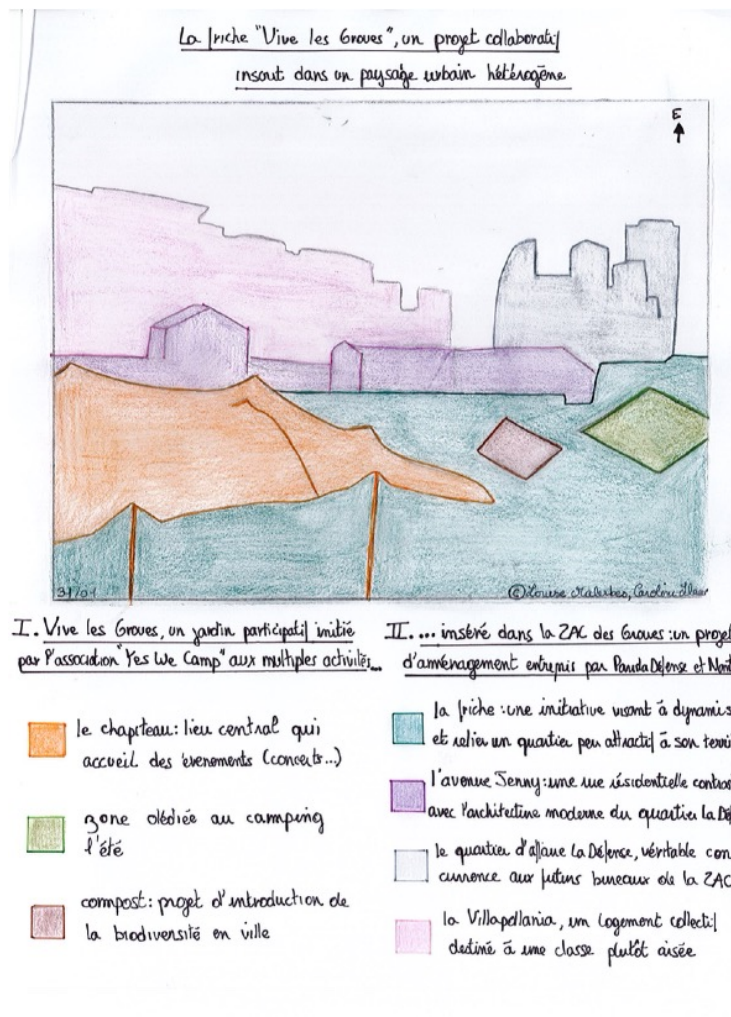 La friche "Vive les Groues", un projet collaboratif
inscrit dans un paysage urbain hétérogène
E
31/01
© Louise Malerbes, Caroline
I. Vive les Groues, un jardin participatif initié
par l'association "Yes We Camp" aux multiples activités...
le chapiteau: lieu central qui
accueil des évenements (concerts...)
zone dédiée au camping
l'été
compost: projet d'introduction de
la biodiversité en ville
II. ... inséré dans la ZAC des Groues: un projet
d'aménagement entrepris par Paris La Défense et
la friche: une initiative visant à
et relier un quartier peu attractif à son
l'avenue Jenny: une rue résidentielle
avec l'architecture moderne du quartier La
le quartier d'affaire La Défense, véritable con
currence aux futurs bureaux de la ZAC
la Villapollonia, un logement collectif
destiné à une classe plutôt aisée